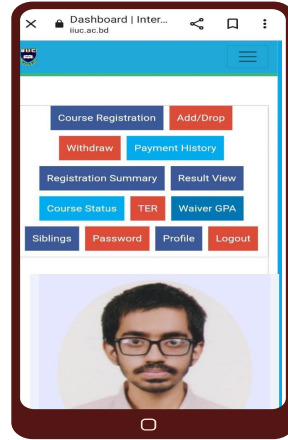 Dashboard | Inter...
iiuc.ac.bd
IIUC
Course Registration Add/Drop
Withdraw Payment History
Registration Summary Result View
Course Status TER Waiver GPA
Siblings Password Profile Logout